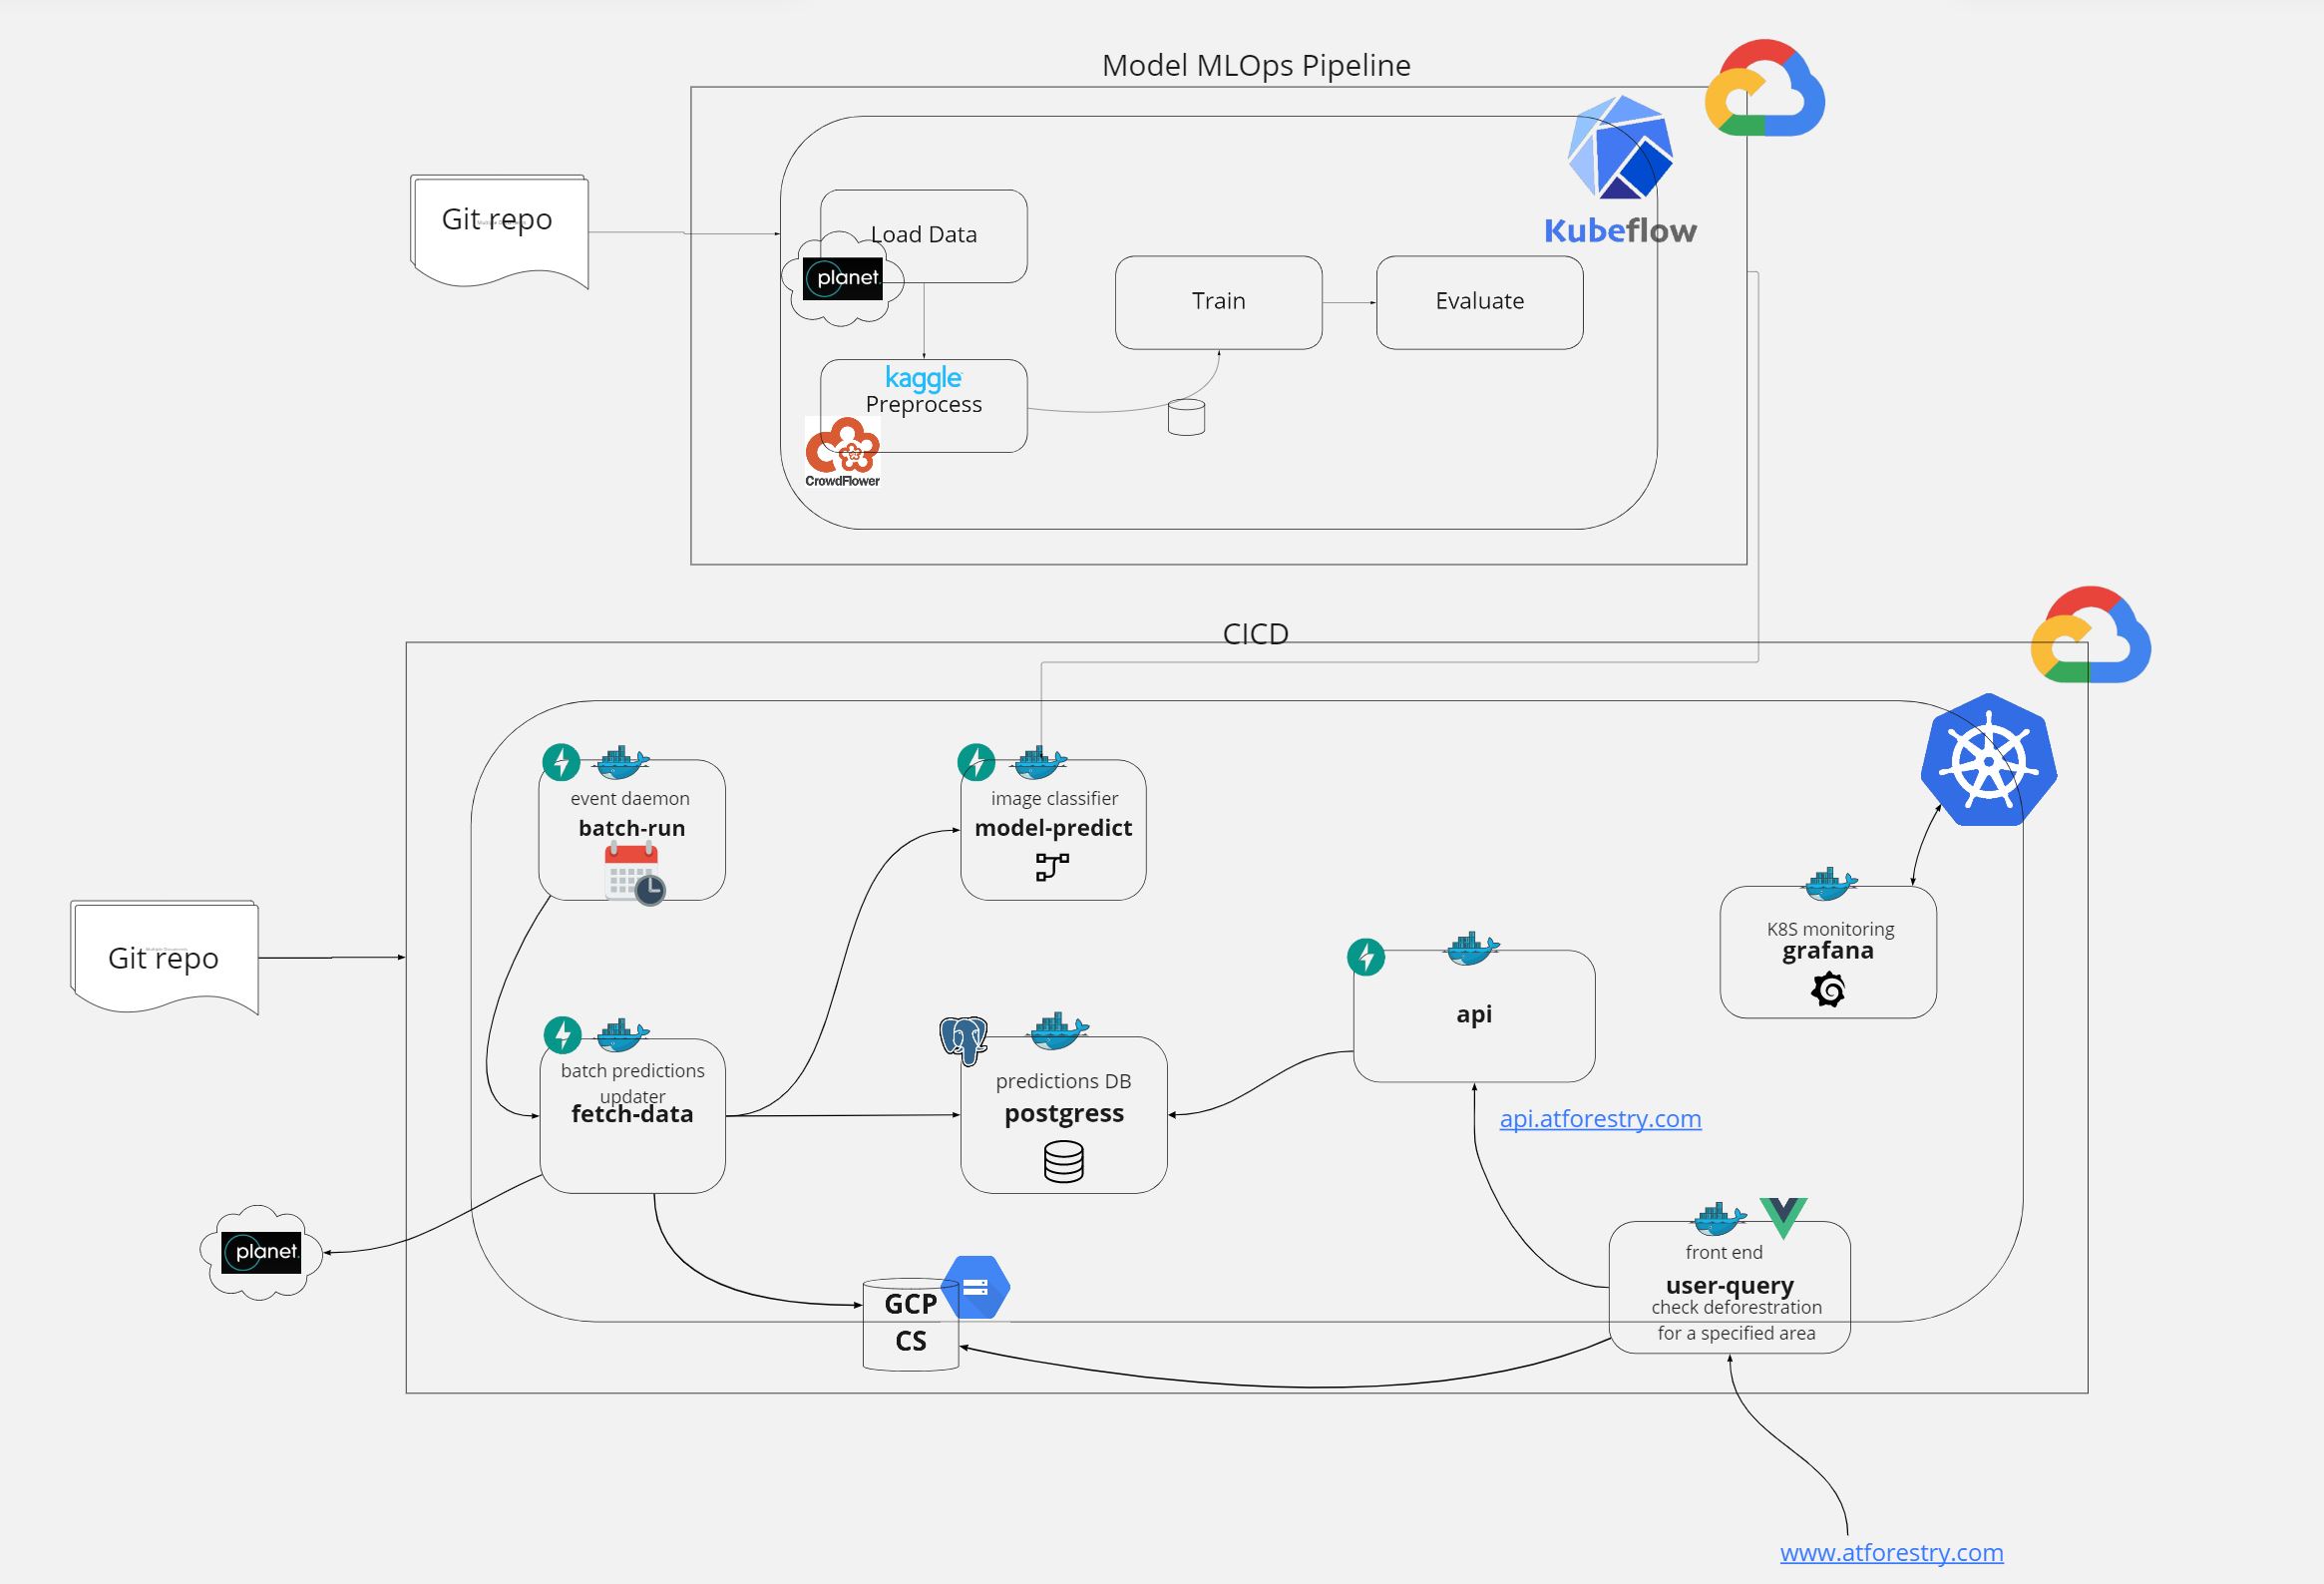 Model MLOps Pipeline
Git repo
Load Data
planet.
Kubeflow
Train
Evaluate
kaggle
Preprocess
CrowdFlower
CICD
event daemon
batch-run
image classifier
model-predict
K8S monitoring
grafana
Git repo
api
batch predictions
updater
fetch-data
predictions DB
postgress
api.atforestry.com
planet.
front end
user-query
check deforestration
for a specified area
GCP
CS
www.atforestry.com